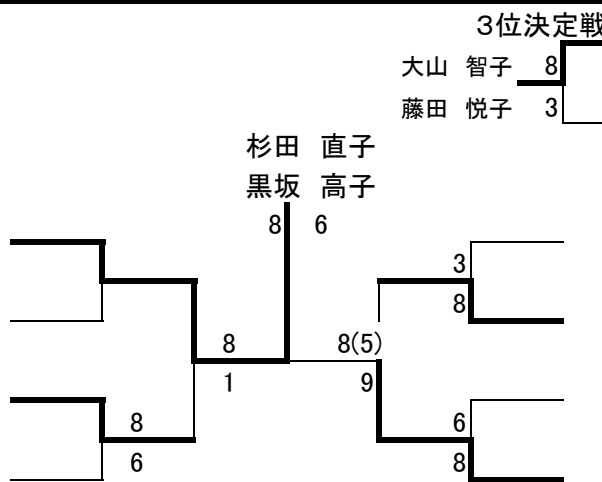 3位決定戦
大山 智子 8
藤田 悦子 3
杉田 直子
黒坂 高子
8 6
3
8
8 8(5)
1 9
8 6
6 8